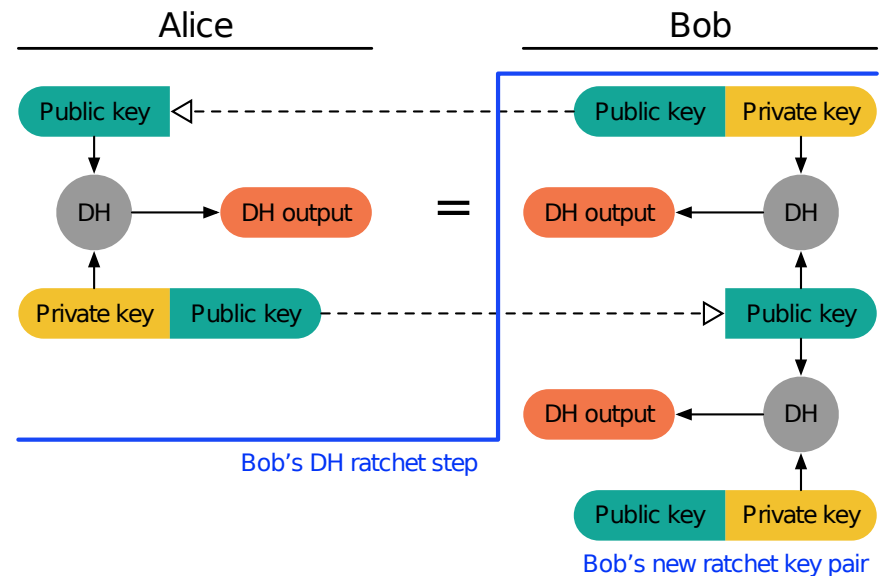 Alice
Bob
Public key
Public key Private key
DH
DH output
=
DH output
DH
Private key Public key
Public key
DH output
DH
Bob’s DH ratchet step
Public key Private key
Bob’s new ratchet key pair